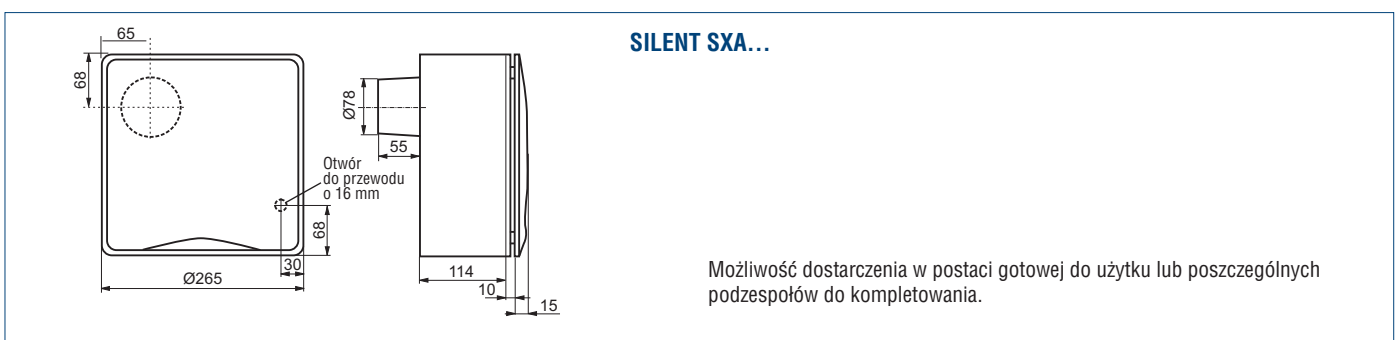 SILENT SXA…
65
68
Ø78
55
Otwór
do przewodu
o 16 mm
68
30
Ø265
114
10
15
Możliwość dostarczenia w postaci gotowej do użytku lub poszczególnych
podzespołów do kompletowania.